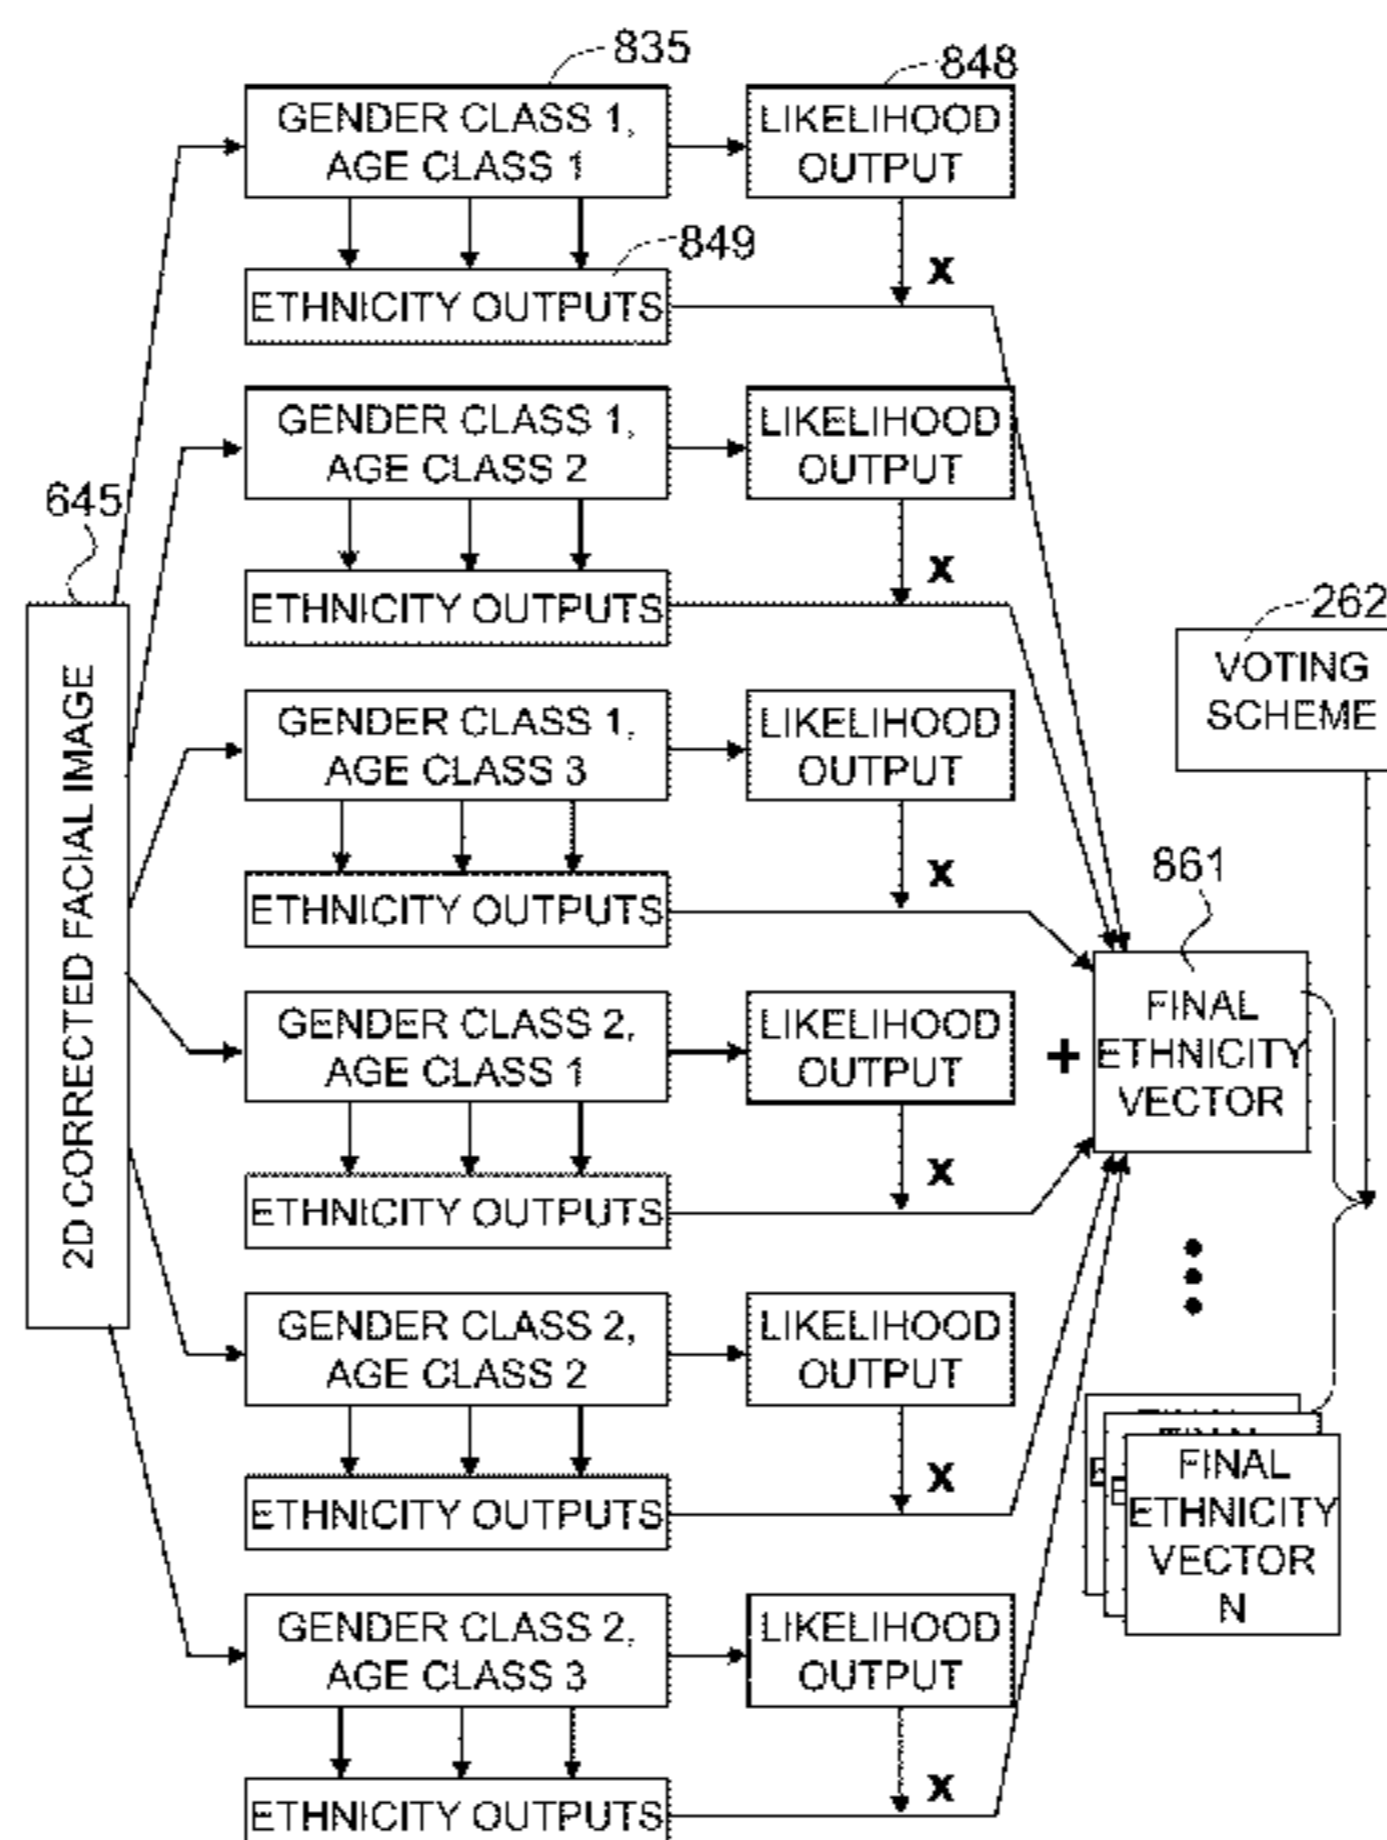 835
848
GENDER CLASS 1,
AGE CLASS 1
LIKELIHOOD
OUTPUT
849
X
ETHNICITY OUTPUTS
GENDER CLASS 1,
AGE CLASS 2
LIKELIHOOD
OUTPUT
645
X
ETHNICITY OUTPUTS
262
VOTING
SCHEME
2D CORRECTED FACIAL IMAGE
GENDER CLASS 1,
AGE CLASS 3
LIKELIHOOD
OUTPUT
X
ETHNICITY OUTPUTS
861
FINAL
ETHNICITY
VECTOR
GENDER CLASS 2,
AGE CLASS 1
LIKELIHOOD
OUTPUT
+
X
ETHNICITY OUTPUTS
GENDER CLASS 2,
AGE CLASS 2
LIKELIHOOD
OUTPUT
X
ETHNICITY OUTPUTS
FINAL
ETHNICITY
VECTOR
N
GENDER CLASS 2,
AGE CLASS 3
LIKELIHOOD
OUTPUT
X
ETHNICITY OUTPUTS